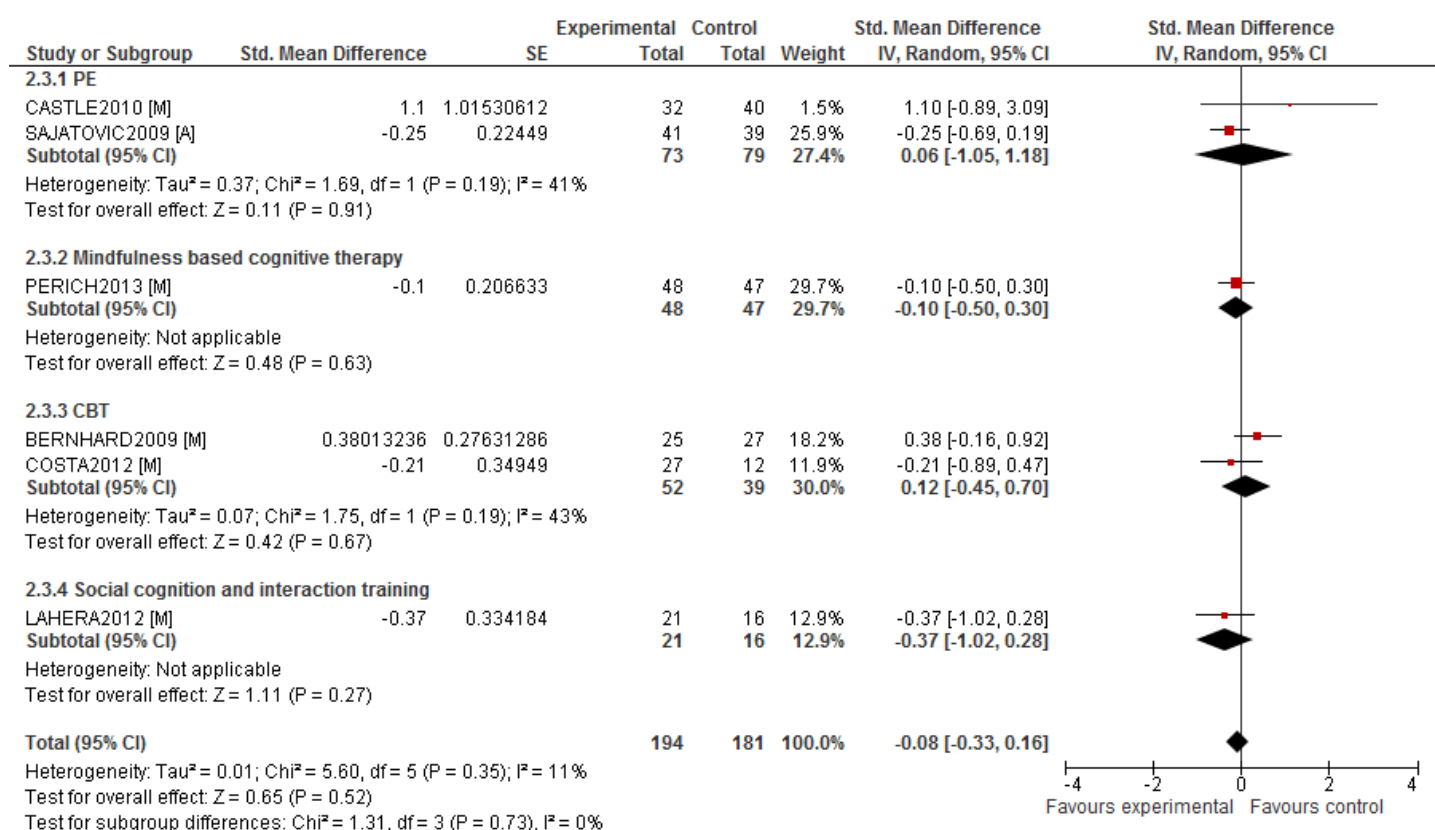 Experimental Control Std. Mean Difference Std. Mean Difference
Study or Subgroup Std. Mean Difference SE Total Total Weight IV, Random, 95% CI IV, Random, 95% CI
2.3.1 PE
CASTLE2010 [M] 1.1 1.01530612 32 40 1.5% 1.10 [-0.89, 3.09]
SAJATOVIC2009 [A] -0.25 0.22449 41 39 25.9% -0.25 [-0.69, 0.19]
Subtotal (95% CI) 73 79 27.4% 0.06 [-1.05, 1.18]
Heterogeneity: Tau² = 0.37; Chi² = 1.69, df = 1 (P = 0.19); I² = 41%
Test for overall effect: Z = 0.11 (P = 0.91)
2.3.2 Mindfulness based cognitive therapy
PERICH2013 [M] -0.1 0.206633 48 47 29.7% -0.10 [-0.50, 0.30]
Subtotal (95% CI) 48 47 29.7% -0.10 [-0.50, 0.30]
Heterogeneity: Not applicable
Test for overall effect: Z = 0.48 (P = 0.63)
2.3.3 CBT
BERNHARD2009 [M] 0.38013236 0.27631286 25 27 18.2% 0.38 [-0.16, 0.92]
COSTA2012 [M] -0.21 0.34949 27 12 11.9% -0.21 [-0.89, 0.47]
Subtotal (95% CI) 52 39 30.0% 0.12 [-0.45, 0.70]
Heterogeneity: Tau² = 0.07; Chi² = 1.75, df = 1 (P = 0.19); I² = 43%
Test for overall effect: Z = 0.42 (P = 0.67)
2.3.4 Social cognition and interaction training
LAHERA2012 [M] -0.37 0.334184 21 16 12.9% -0.37 [-1.02, 0.28]
Subtotal (95% CI) 21 16 12.9% -0.37 [-1.02, 0.28]
Heterogeneity: Not applicable
Test for overall effect: Z = 1.11 (P = 0.27)
Total (95% CI) 194 181 100.0% -0.08 [-0.33, 0.16]
Heterogeneity: Tau² = 0.01; Chi² = 5.60, df = 5 (P = 0.35); I² = 11%
Test for overall effect: Z = 0.65 (P = 0.52)
Test for subgroup differences: Chi² = 1.31, df = 3 (P = 0.73), I² = 0%
-4 -2 0 2 4
Favours experimental Favours control